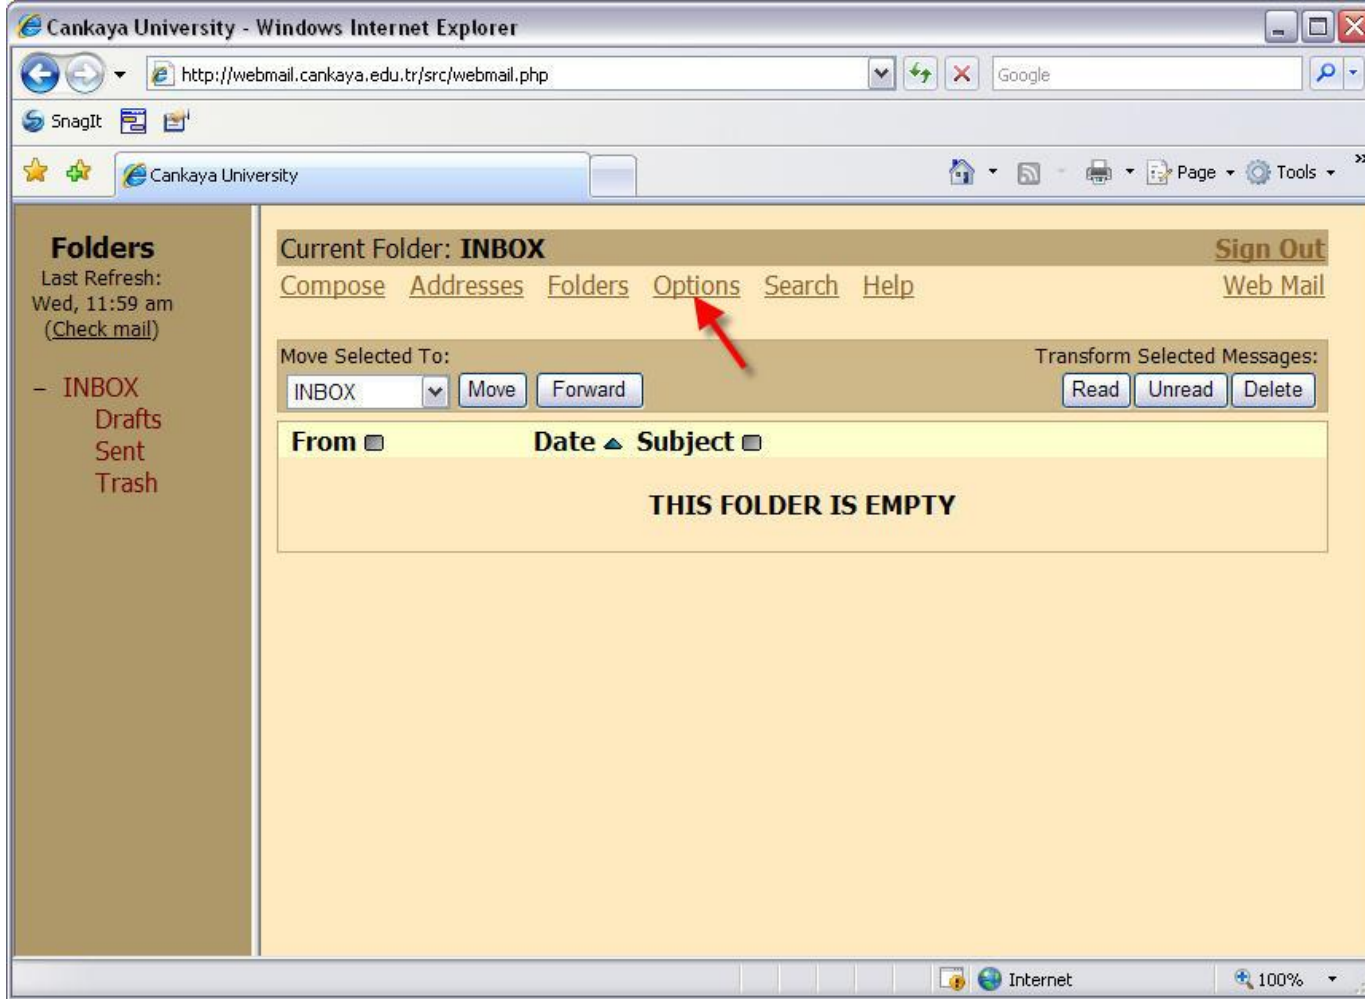 Cankaya University - Windows Internet Explorer
http://webmail.cankaya.edu.tr/src/webmail.php
Google
SnagIt
Cankaya University
Page
Tools
Folders
Last Refresh:
Wed, 11:59 am
(Check mail)
– INBOX
Drafts
Sent
Trash
Current Folder: INBOX
Sign Out
Compose Addresses Folders Options Search Help
Web Mail
Move Selected To:
Transform Selected Messages:
INBOX
Move
Forward
Read
Unread
Delete
From Date Subject
THIS FOLDER IS EMPTY
Internet
100%